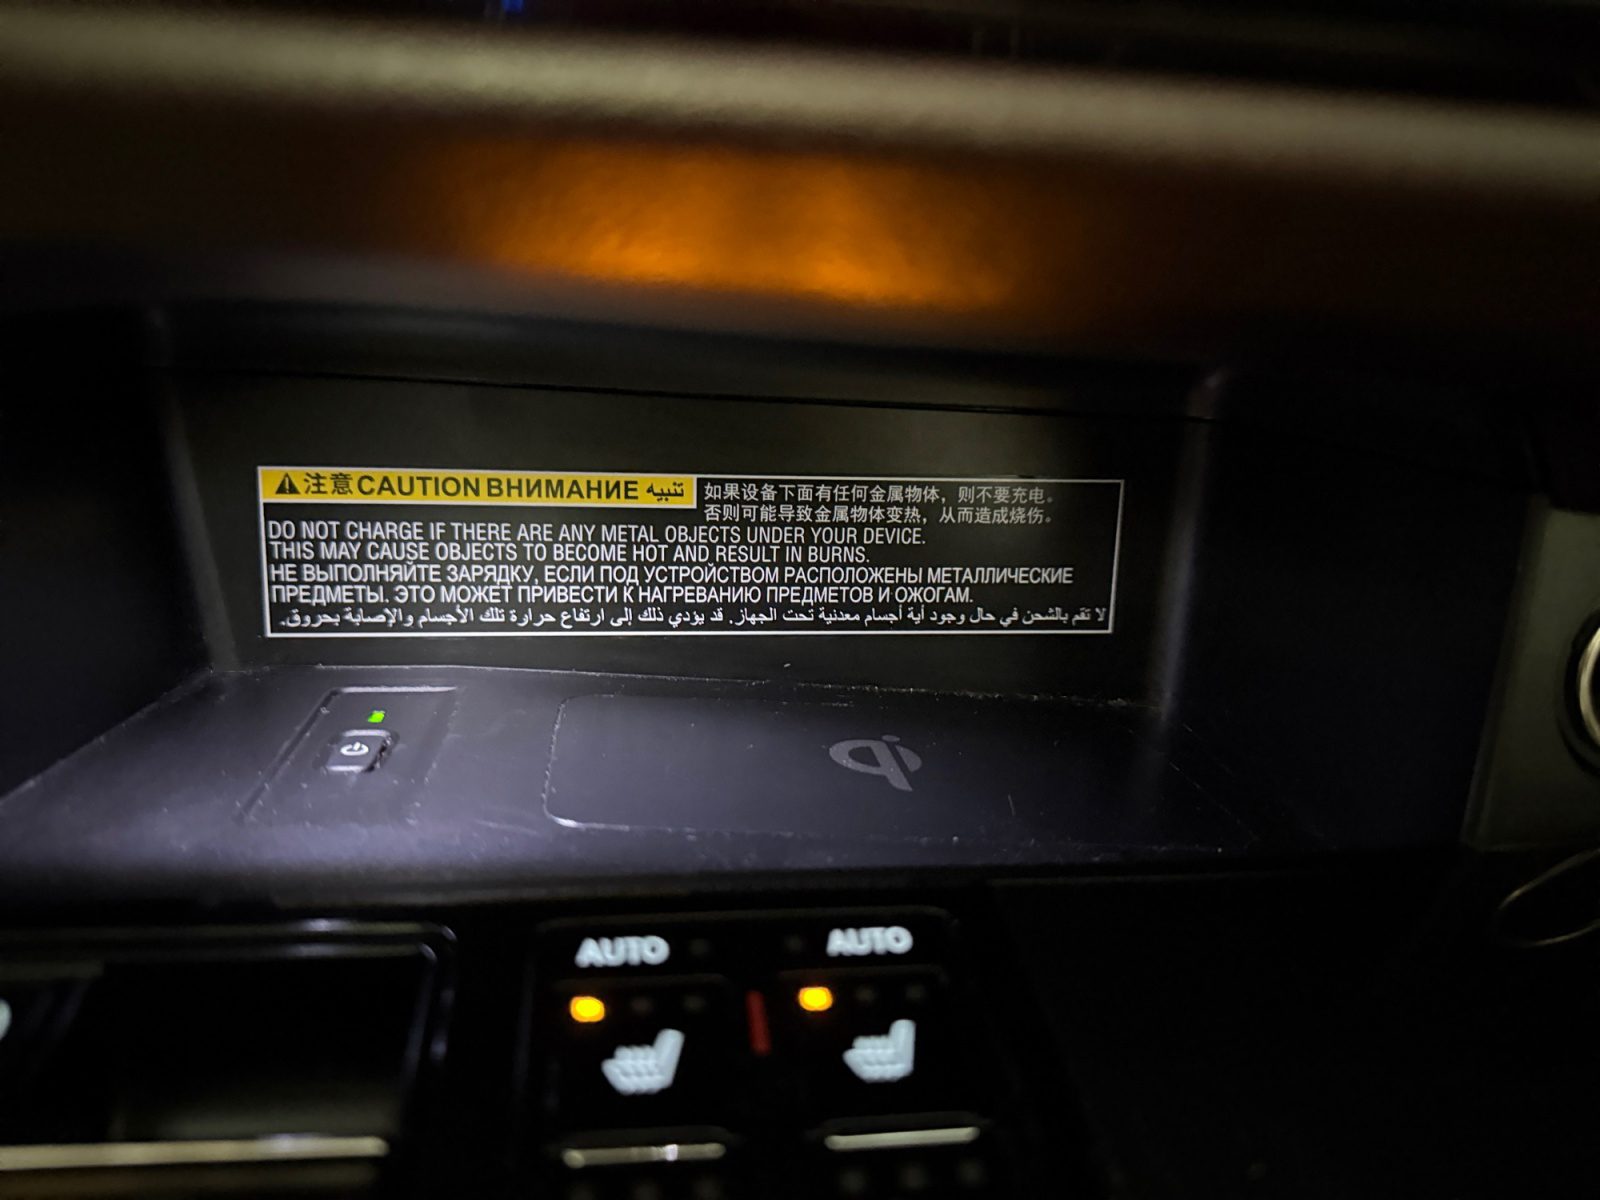 注意 CAUTION ВНИМАНИЕ تنبيه
如果设备下面有任何金属物体，则不要充电。
否则可能导致金属物体变热，从而造成烧伤。
DO NOT CHARGE IF THERE ARE ANY METAL OBJECTS UNDER YOUR DEVICE.
THIS MAY CAUSE OBJECTS TO BECOME HOT AND RESULT IN BURNS.
НЕ ВЫПОЛНЯЙТЕ ЗАРЯДКУ, ЕСЛИ ПОД УСТРОЙСТВОМ РАСПОЛОЖЕНЫ МЕТАЛЛИЧЕСКИЕ
ПРЕДМЕТЫ. ЭТО МОЖЕТ ПРИВЕСТИ К НАГРЕВАНИЮ ПРЕДМЕТОВ И ОЖОГАМ.
لا تقم بالشحن في حال وجود أية أجسام معدنية تحت الجهاز. قد يؤدي ذلك إلى ارتفاع حرارة تلك الأجسام والإصابة بحروق.
AUTO AUTO